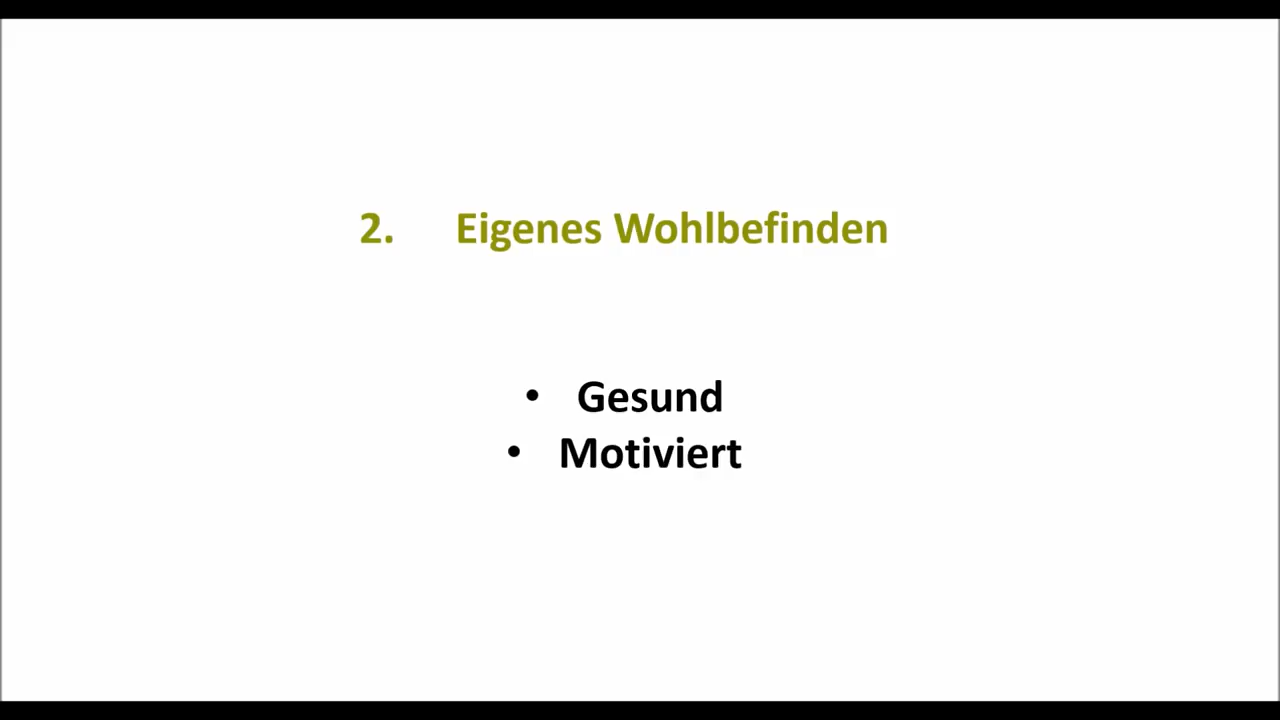 2. Eigenes Wohlbefinden
• Gesund
• Motiviert